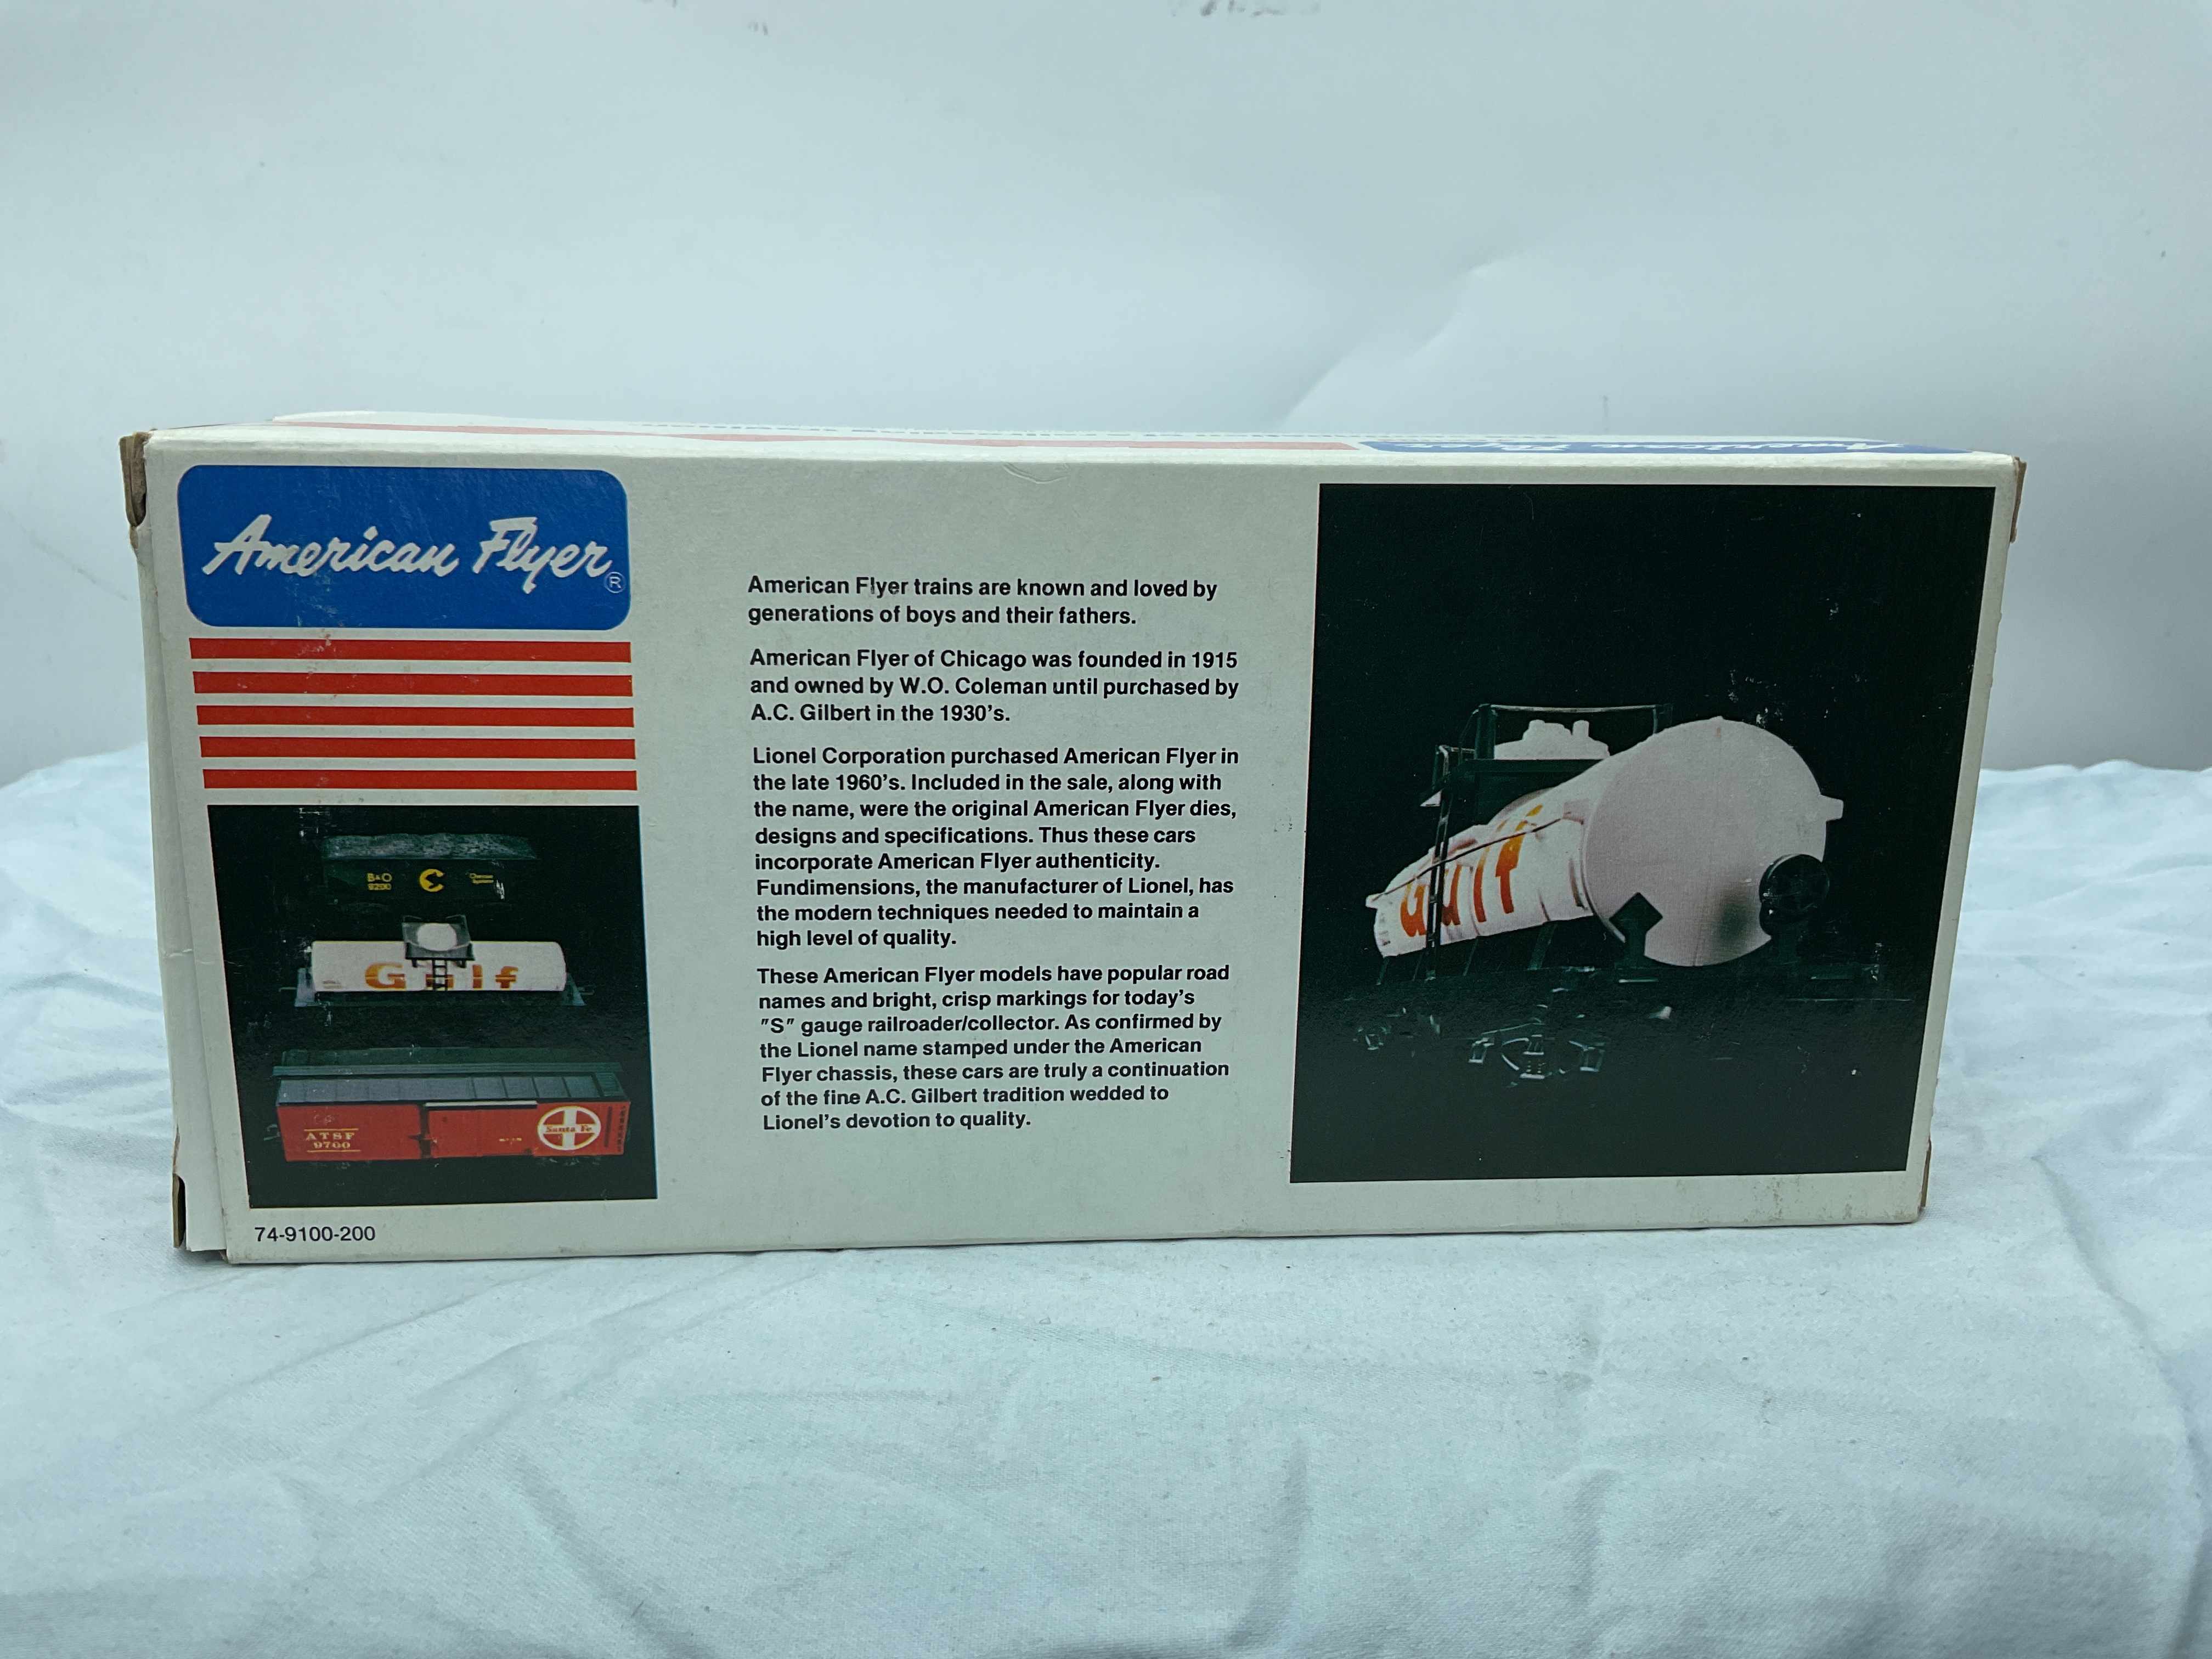 American Flyer
American Flyer®
American Flyer trains are known and loved by
generations of boys and their fathers.
American Flyer of Chicago was founded in 1915
and owned by W.O. Coleman until purchased by
A.C. Gilbert in the 1930's.
Lionel Corporation purchased American Flyer in
the late 1960's. Included in the sale, along with
the name, were the original American Flyer dies,
designs and specifications. Thus these cars
incorporate American Flyer authenticity.
Fundimensions, the manufacturer of Lionel, has
the modern techniques needed to maintain a
high level of quality.
These American Flyer models have popular road
names and bright, crisp markings for today's
"S" gauge railroader/collector. As confirmed by
the Lionel name stamped under the American
Flyer chassis, these cars are truly a continuation
of the fine A.C. Gilbert tradition wedded to
Lionel's devotion to quality.
B&O
9200
Chessie
System
Gulf
ATSF
9700
Santa Fe
Gulf
74-9100-200